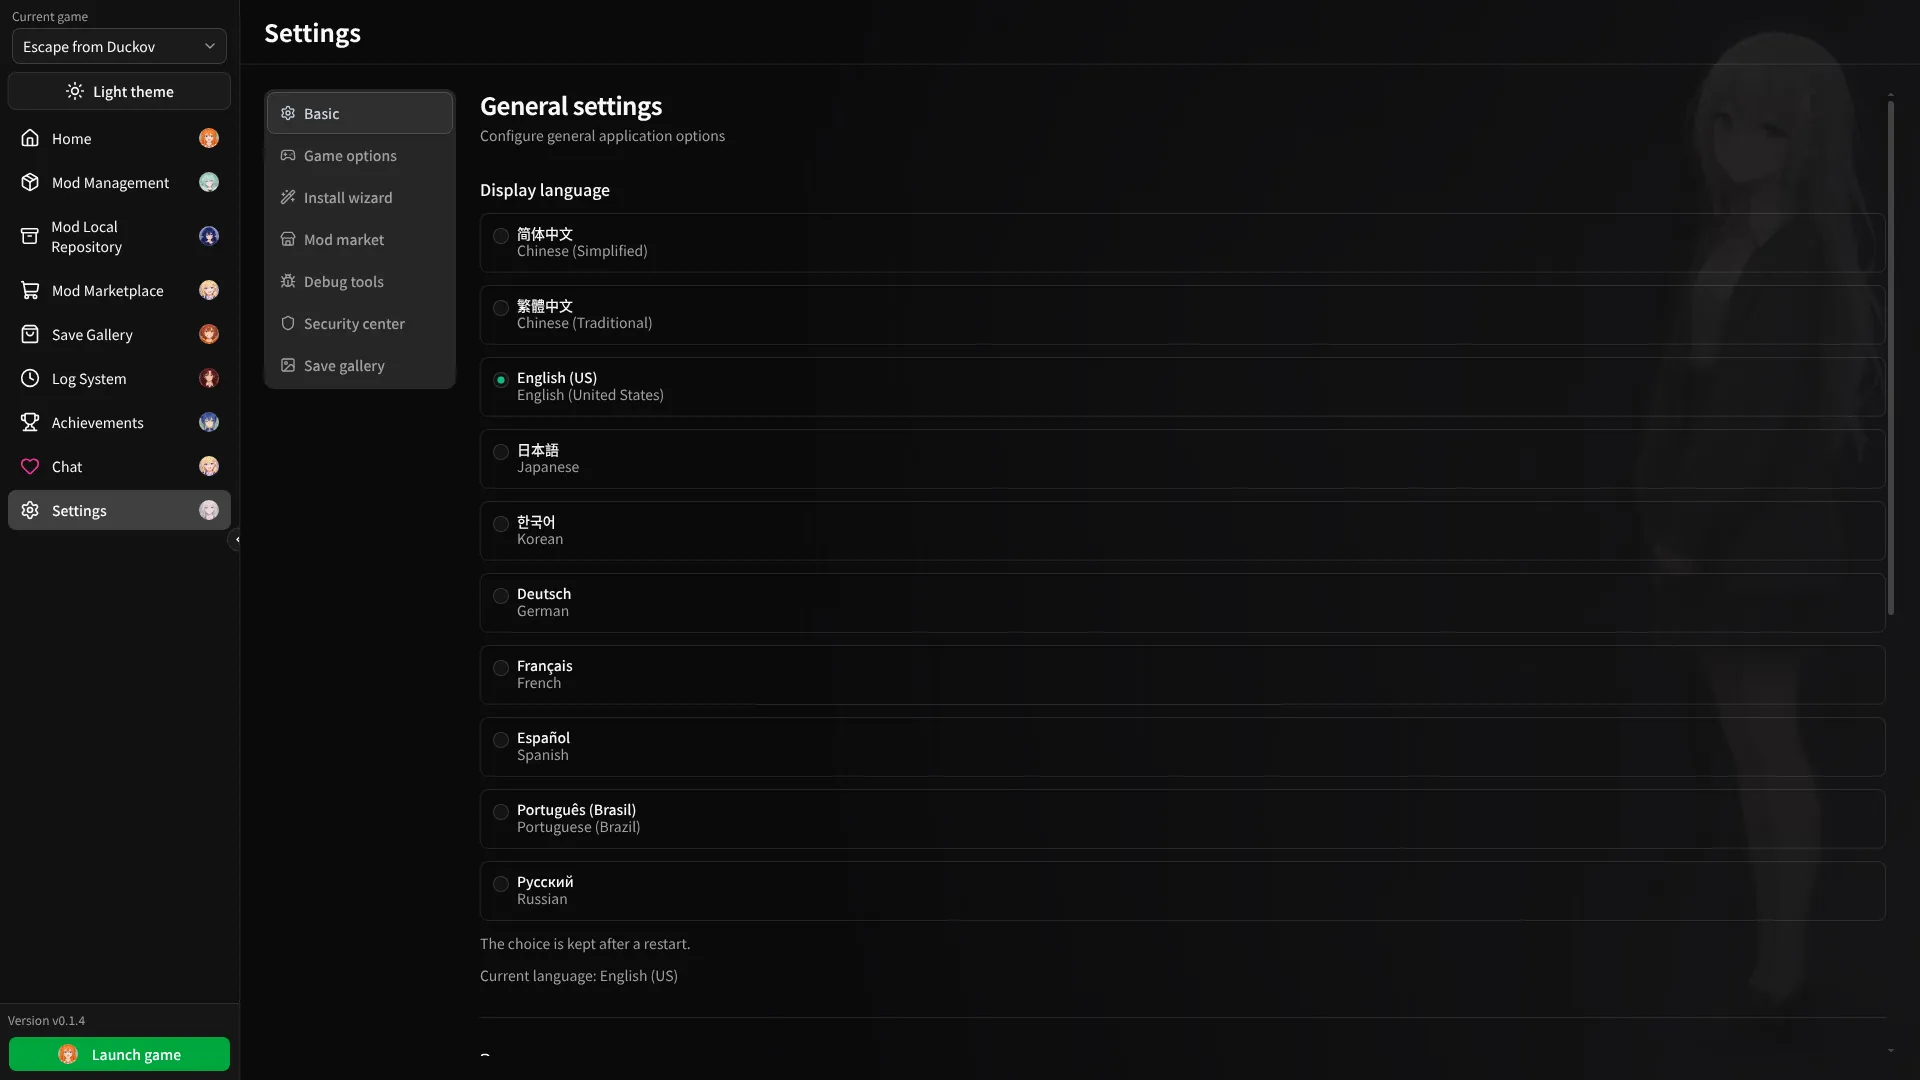 Current game
Escape from Duckov
Light theme
Home
Mod Management
Mod Local
Repository
Mod Marketplace
Save Gallery
Log System
Achievements
Chat
Settings
Version v0.1.4
Launch game
Settings
Basic
Game options
Install wizard
Mod market
Debug tools
Security center
Save gallery
General settings
Configure general application options
Display language
简体中文
Chinese (Simplified)
繁體中文
Chinese (Traditional)
English (US)
English (United States)
日本語
Japanese
한국어
Korean
Deutsch
German
Français
French
Español
Spanish
Português (Brasil)
Portuguese (Brazil)
Русский
Russian
The choice is kept after a restart.
Current language: English (US)